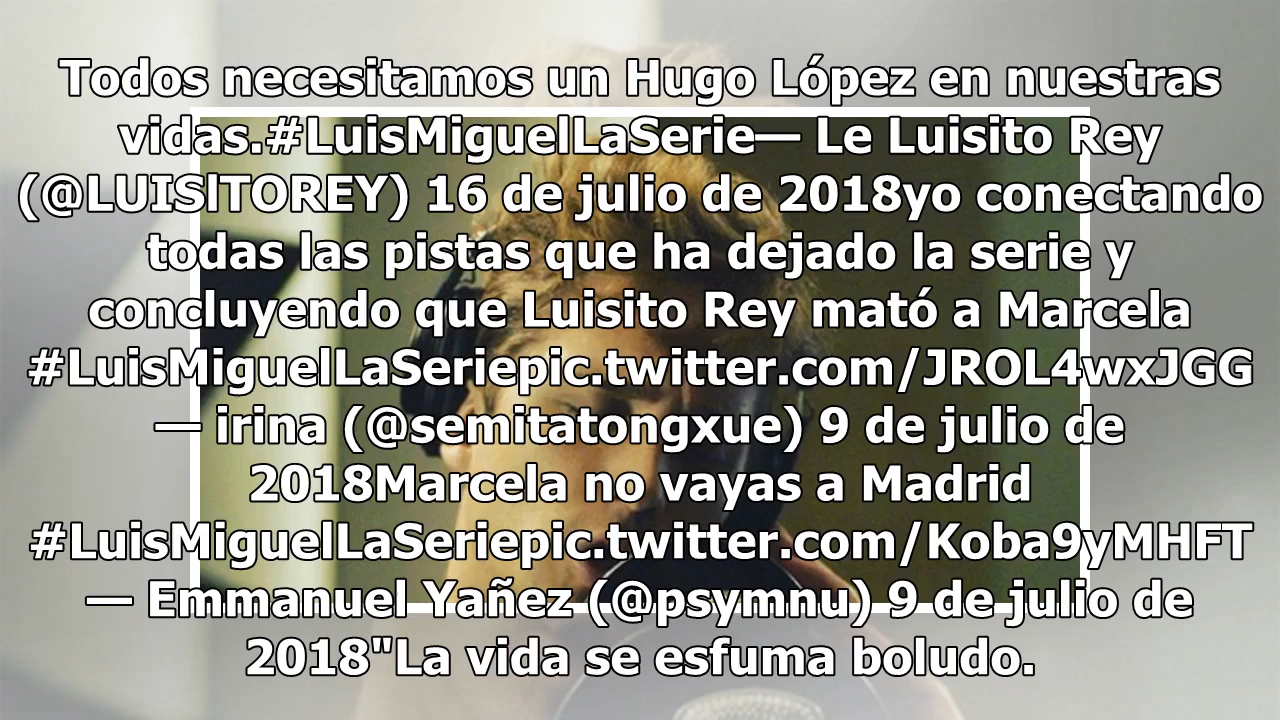 Todos necesitamos un Hugo López en nuestras
vidas.#LuisMiguelLaSerie— Le Luisito Rey
(@LUISlTOREY) 16 de julio de 2018yo conectando
todas las pistas que ha dejado la serie y
concluyendo que Luisito Rey mató a Marcela
#LuisMiguelLaSeriepic.twitter.com/JROL4wxJGG
— irina (@semitatongxue) 9 de julio de
2018Marcela no vayas a Madrid
#LuisMiguelLaSeriepic.twitter.com/Koba9yMHFT
— Emmanuel Yañez (@psymnu) 9 de julio de
2018"La vida se esfuma boludo.